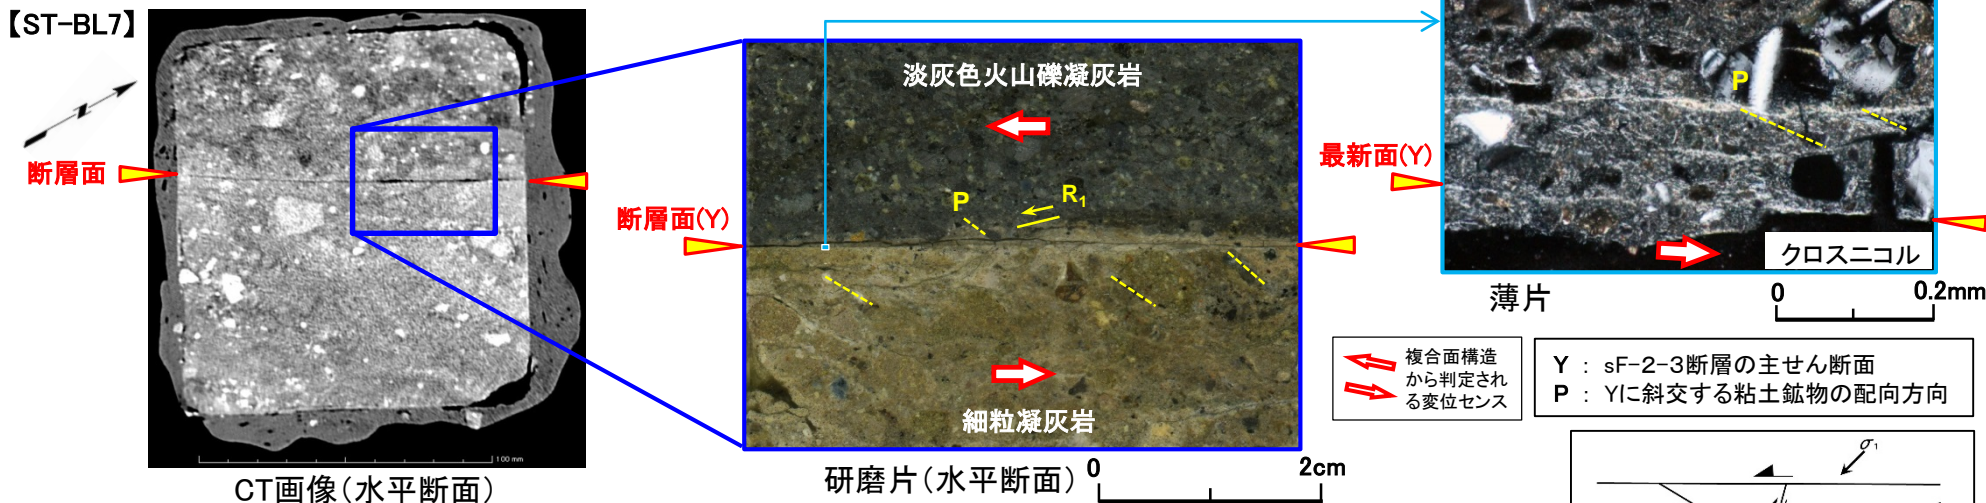 【ST-BL7】
N
断層面
100 mm
CT画像(水平断面)
淡灰色火山礫凝灰岩
P
R₁
断層面(Y)
細粒凝灰岩
研磨片(水平断面)
0
2cm
P
最新面(Y)
クロスニコル
薄片
0
0.2mm
複合面構造
から判定され
る変位センス
Y : sF-2-3断層の主せん断面
P : Yに斜交する粘土鉱物の配向方向
σ₁